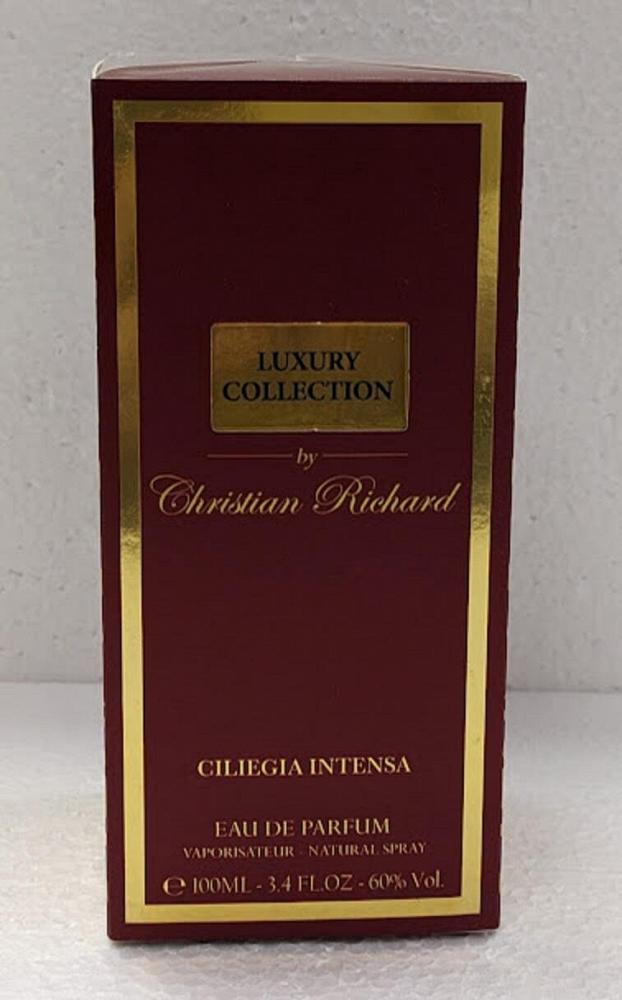 LUXURY
COLLECTION
by
Christian Richard
CILIEGIA INTENSA
EAU DE PARFUM
VAPORISATEUR - NATURAL SPRAY
℮ 100ML - 3.4 FL.OZ - 60% Vol.